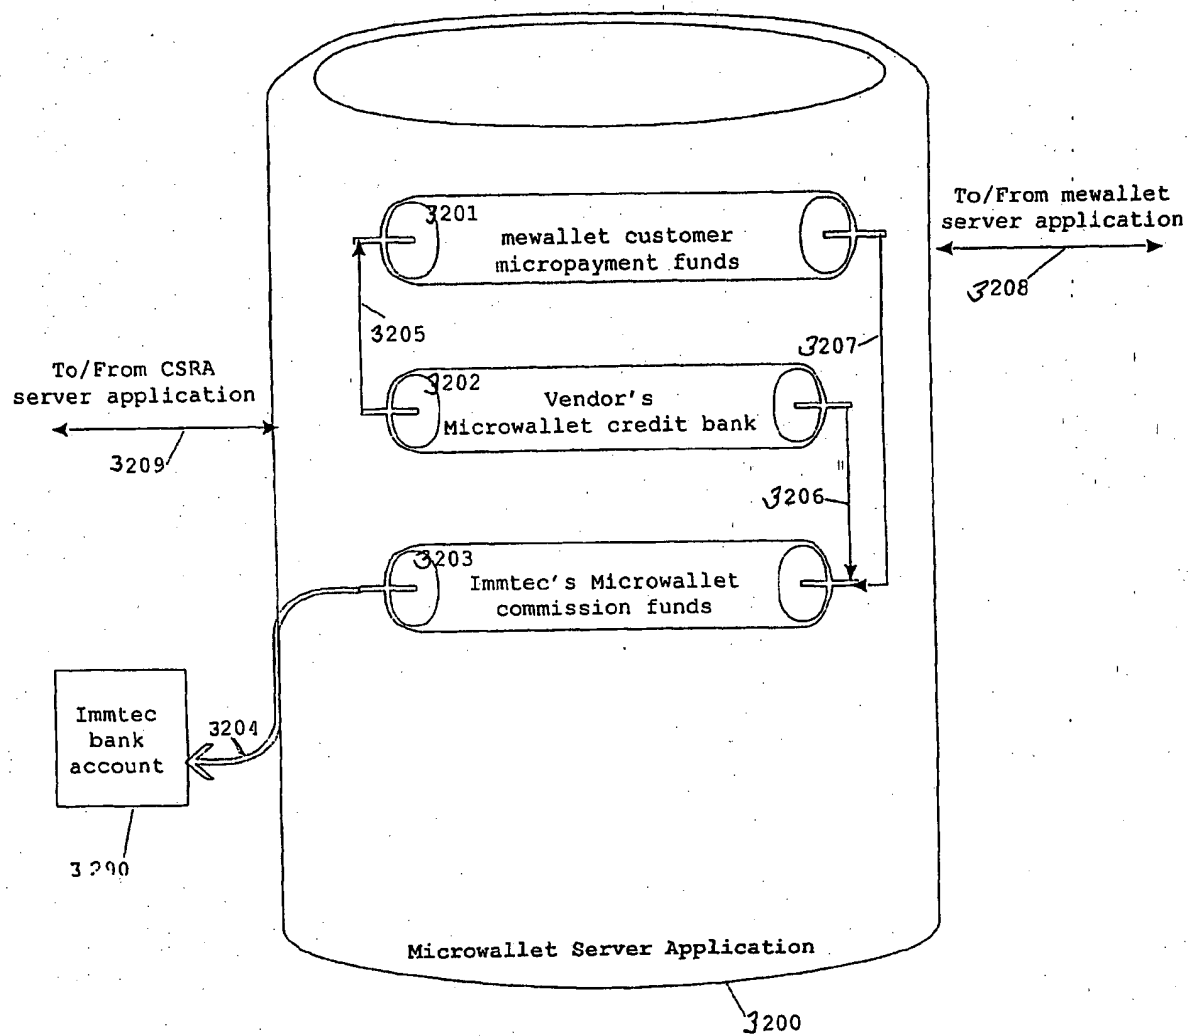 3201
mewallet customer
micropayment funds
To/From mewallet
server application
3208
3205
3207
To/From CSRA
server application
3209
3202
Vendor's
Microwallet credit bank
3206
3203
Immtec's Microwallet
commission funds
Immtec
bank
account
3204
Microwallet Server Application
3200